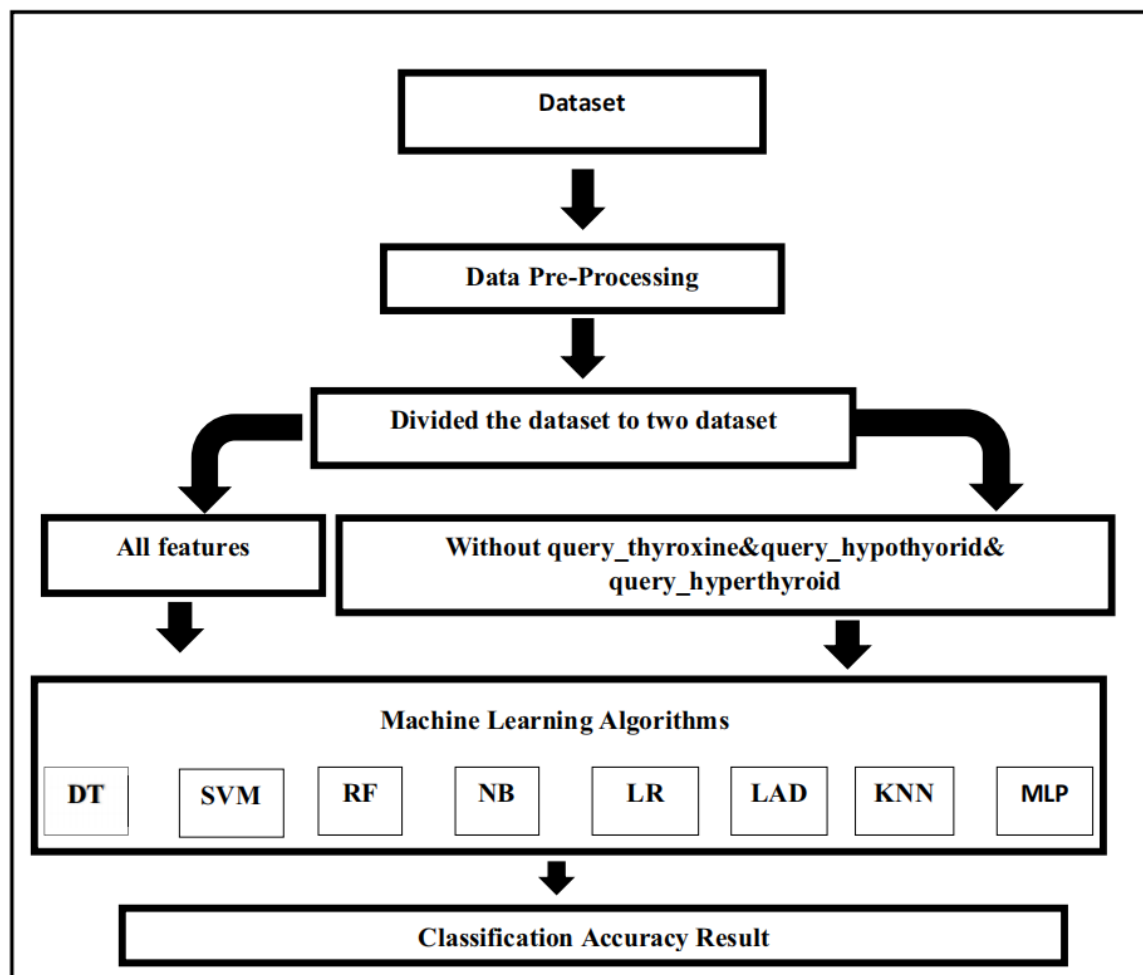 Dataset
Data Pre-Processing
Divided the dataset to two dataset
All features
Without query_thyroxine&query_hypothyorid&
query_hyperthyroid
Machine Learning Algorithms
DT
SVM
RF
NB
LR
LAD
KNN
MLP
Classification Accuracy Result